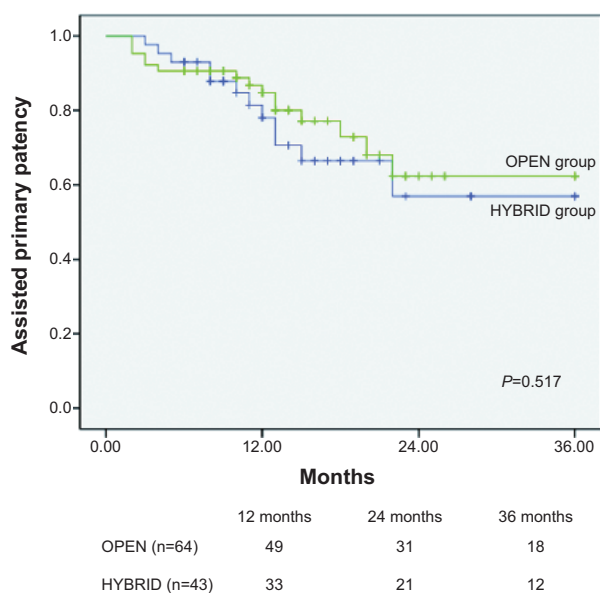 Assisted primary patency
1.0
0.8
0.6
0.4
0.2
0.0
OPEN group
HYBRID group
P=0.517
0.00 12.00 24.00 36.00
Months
12 months 24 months 36 months
OPEN (n=64) 49 31 18
HYBRID (n=43) 33 21 12